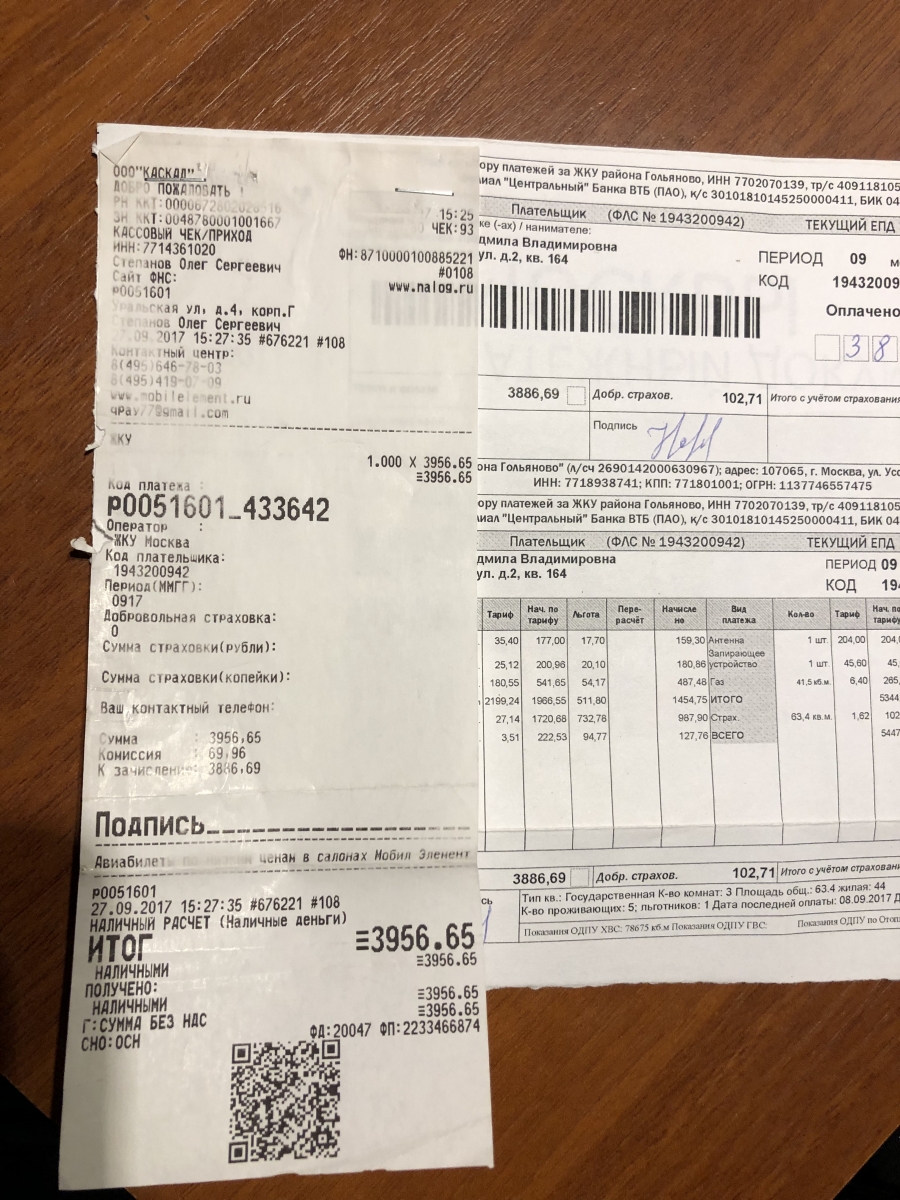 ООО"КАСКАД"
ДОБРО ПОЖАЛОВАТЬ !
РН ККТ: 15:25
ЗН ККТ:00487800001001667 ЧЕК:93
КАССОВЫЙ ЧЕК/ПРИХОД
ИНН:7714361020 ФН:8710000100885221
Степанов Олег Сергеевич #0108
Сайт ФНС: www.nalog.ru
P0051601
Уральская ул, д.4, корп.Г
Степанов Олег Сергеевич
27.09.2017 15:27:35 #676221 #108
Контактный центр:
8(495)646-78-03
8(495)419-07-09
www.mobilelement.ru
qPay77@gmail.com
ЖКУ
1.000 X 3956.65
≡3956.65
Код платежа :
P0051601_433642
Оператор :
ЖКУ Москва
Код плательщика:
1943200942
Период(ММГГ):
0917
Добровольная страховка:
0
Сумма страховки(рубли):
Сумма страховки(копейки):
Ваш контактный телефон:
Сумма : 3956,65
Комиссия : 69,96
К зачислению: 3886,69
Подпись
Авиабилет ценам в салонах Мобил Элемент
P0051601
27.09.2017 15:27:35 #676221 #108
НАЛИЧНЫЙ РАСЧЕТ (Наличные деньги)
ИТОГ ≡3956.65
НАЛИЧНЫМИ ≡3956.65
ПОЛУЧЕНО:
НАЛИЧНЫМИ ≡3956.65
Г:СУММА БЕЗ НДС ≡3956.65
СНО:ОСН ФД:20047 ФП:2233466874
ору платежей за ЖКУ района Гольяново, ИНН 7702070139, тр/с 409118105
лиал "Центральный" Банка ВТБ (ПАО), к/с 30101810145250000411, БИК 04
Плательщик (ФЛС № 1943200942) ТЕКУЩИЙ ЕПД
ке (-ах) / нанимателе:
дмила Владимировна
ул. д.2, кв. 164
ПЕРИОД 09 м
КОД 19432009
Оплачено
3 8
3886,69 Добр. страхов. 102,71 Итого с учётом страхования
Подпись
она Гольяново" (л/сч 2690142000630967); адрес: 107065, г. Москва, ул. Усс
ИНН: 7718938741; КПП: 771801001; ОГРН: 1137746557475
ору платежей за ЖКУ района Гольяново, ИНН 7702070139, тр/с 409118105
лиал "Центральный" Банка ВТБ (ПАО), к/с 30101810145250000411, БИК 04
Плательщик (ФЛС № 1943200942) ТЕКУЩИЙ ЕПД
дмила Владимировна ПЕРИОД 09
ул. д.2, кв. 164 КОД 194
Тариф Нач. по тарифу Льгота Пере-расчёт Начислено Вид платежа Кол-во Тариф Нач. по тарифу
35,40 177,00 17,70 159,30 Антенна 1 шт. 204,00 204,
25,12 200,96 20,10 180,86 Запирающее устройство 1 шт. 45,60 45,
180,55 541,65 54,17 487,48 Газ 41,5 кб.м. 6,40 265,
2199,24 1966,55 511,80 1454,75 ИТОГО 5344
27,14 1720,68 732,78 987,90 Страх. 63,4 кв.м. 1,62 102
3,51 222,53 94,77 127,76 ВСЕГО 5447
3886,69 Добр. страхов. 102,71 Итого с учётом страховани
сь
Тип кв.: Государственная К-во комнат: 3 Площадь общ.: 63.4 жилая: 44
К-во проживающих: 5; льготников: 1 Дата последней оплаты: 08.09.2017 Д
Показания ОДПУ ХВС: 78675 кб.м Показания ОДПУ ГВС: Показания ОДПУ по Отоп